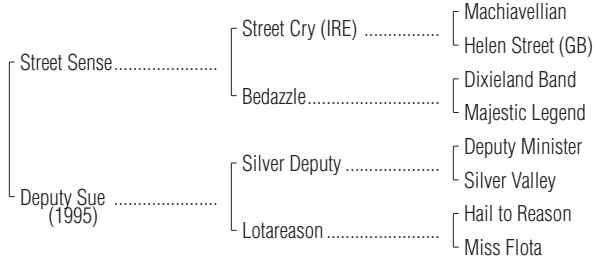 Machiavellian
Street Cry (IRE) ..................
Helen Street (GB)
Street Sense.........................
Dixieland Band
Bedazzle................................
Majestic Legend
Deputy Minister
Silver Deputy ......................
Silver Valley
Deputy Sue .........................
(1995)
Hail to Reason
Lotareason ...........................
Miss Flota